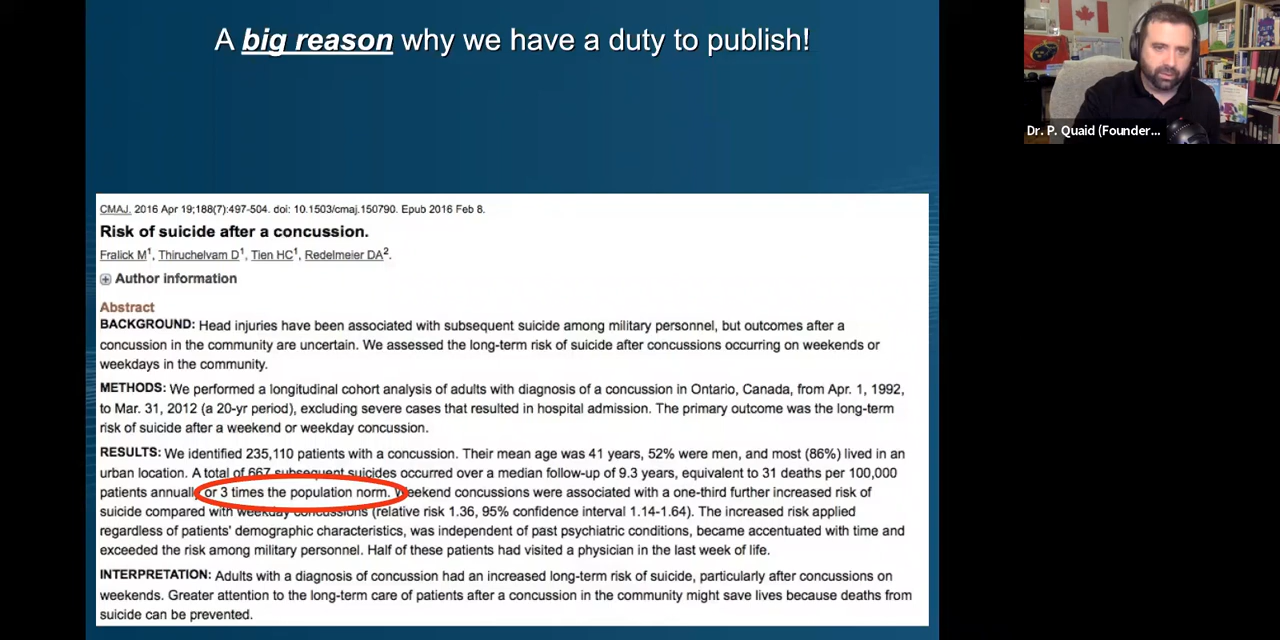 A big reason why we have a duty to publish!
Dr. P. Quaid (Founder...
CMAJ. 2016 Apr 19;188(7):497-504. doi: 10.1503/cmaj.150790. Epub 2016 Feb 8.
Risk of suicide after a concussion.
Fralick M1, Thiruchelvam D1, Tien HC1, Redelmeier DA2.
Author information
Abstract
BACKGROUND: Head injuries have been associated with subsequent suicide among military personnel, but outcomes after a
concussion in the community are uncertain. We assessed the long-term risk of suicide after concussions occurring on weekends or
weekdays in the community.
METHODS: We performed a longitudinal cohort analysis of adults with diagnosis of a concussion in Ontario, Canada, from Apr. 1, 1992,
to Mar. 31, 2012 (a 20-yr period), excluding severe cases that resulted in hospital admission. The primary outcome was the long-term
risk of suicide after a weekend or weekday concussion.
RESULTS: We identified 235,110 patients with a concussion. Their mean age was 41 years, 52% were men, and most (86%) lived in an
urban location. A total of 667 subsequent suicides occurred over a median follow-up of 9.3 years, equivalent to 31 deaths per 100,000
patients annually or 3 times the population norm. Weekend concussions were associated with a one-third further increased risk of
suicide compared with weekday concussions (relative risk 1.36, 95% confidence interval 1.14-1.64). The increased risk applied
regardless of patients' demographic characteristics, was independent of past psychiatric conditions, became accentuated with time and
exceeded the risk among military personnel. Half of these patients had visited a physician in the last week of life.
INTERPRETATION: Adults with a diagnosis of concussion had an increased long-term risk of suicide, particularly after concussions on
weekends. Greater attention to the long-term care of patients after a concussion in the community might save lives because deaths from
suicide can be prevented.